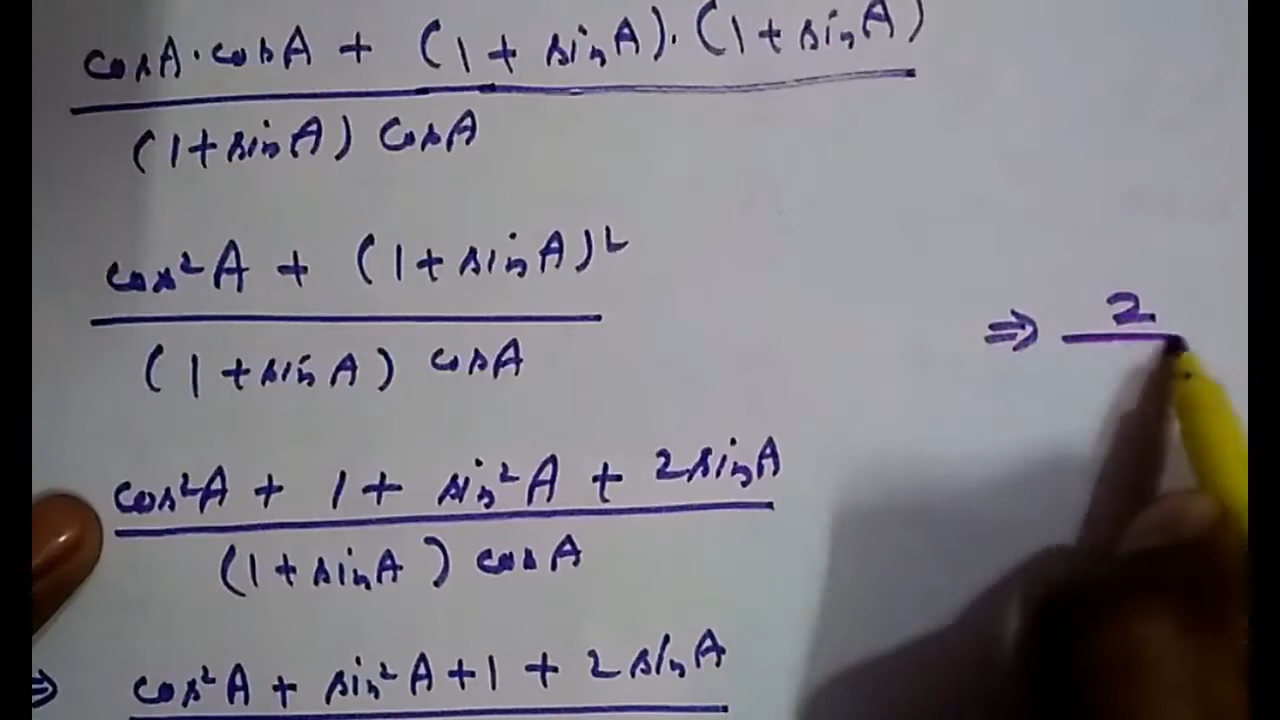 cosA·cosA + (1 + sinA)·(1 + sinA)
(1 + sinA) cosA
cos²A + (1 + sinA)²
(1 + sinA) cosA
⇒ 2
cos²A + 1 + sin²A + 2sinA
(1 + sinA) cosA
⇒ cos²A + sin²A + 1 + 2sinA